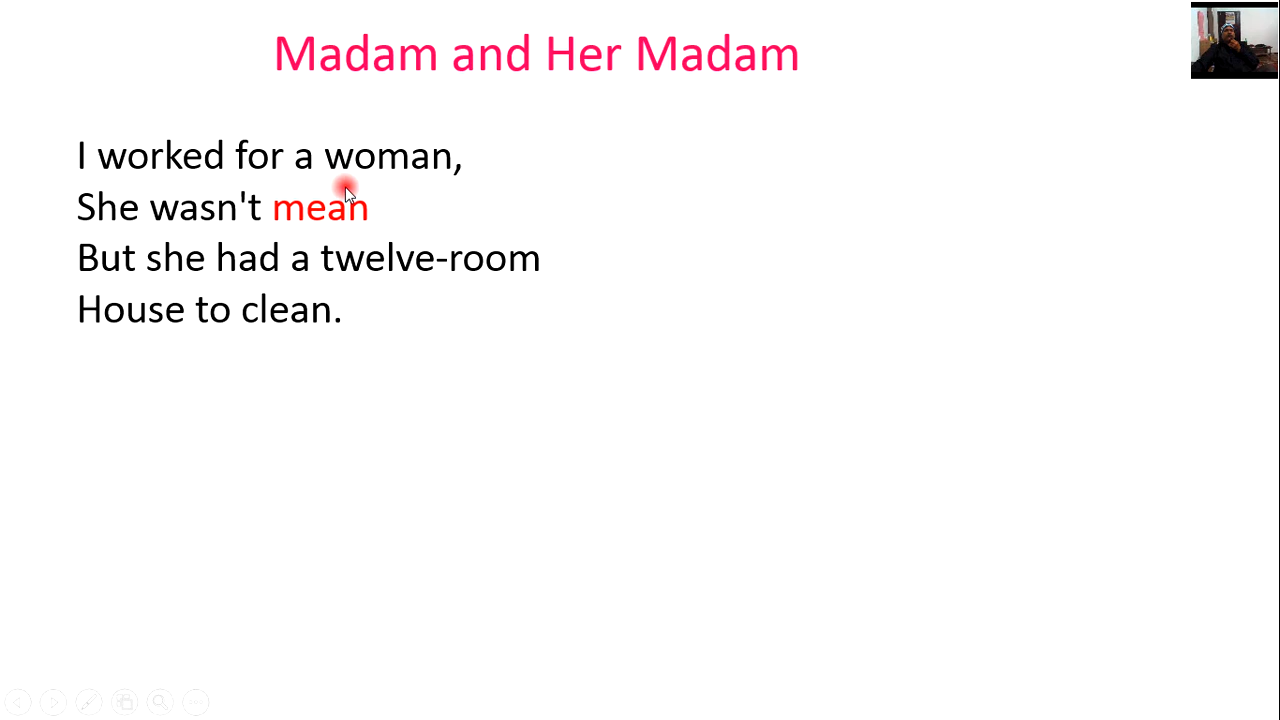 Madam and Her Madam
I worked for a woman,
She wasn't mean
But she had a twelve-room
House to clean.